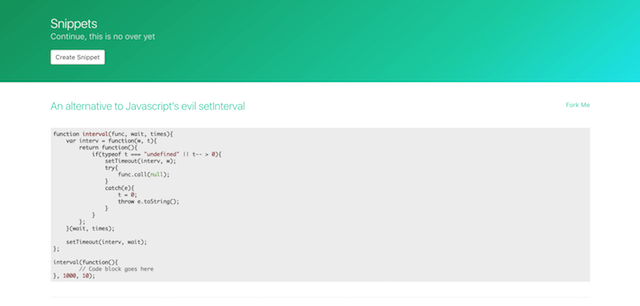 Snippets
Continue, this is no over yet
Create Snippet
An alternative to Javascript's evil setInterval
Fork Me
function interval(func, wait, times){
    var interv = function(w, t){
        return function(){
            if(typeof t === "undefined" || t-- > 0){
                setTimeout(interv, w);
                try{
                    func.call(null);
                }
                catch(e){
                    t = 0;
                    throw e.toString();
                }
            }
        };
    }(wait, times);

    setTimeout(interv, wait);
};

interval(function(){
        // Code block goes here
}, 1000, 10);